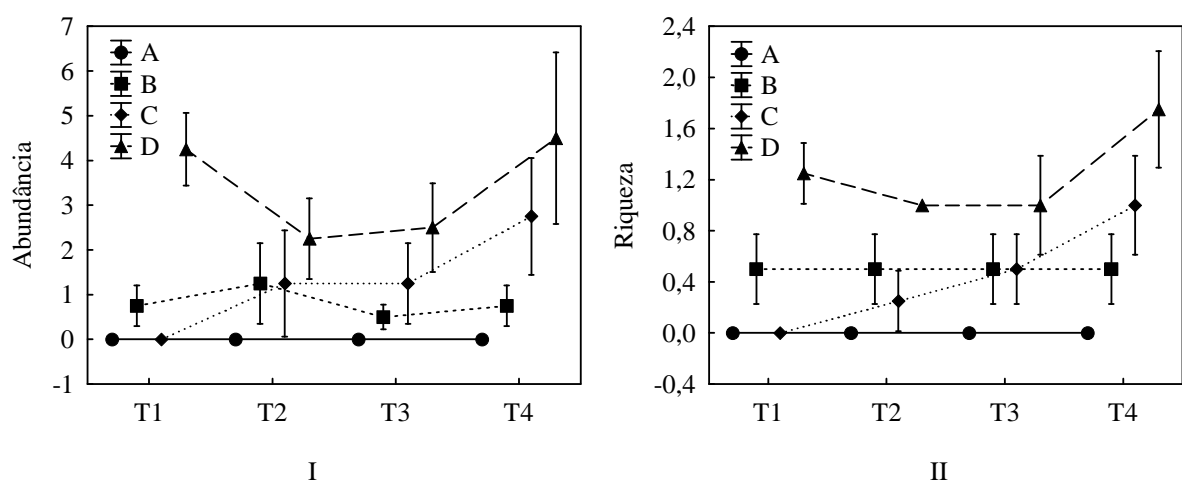 7
6
5
4
3
2
1
0
-1
Abundância
A
B
C
D
T1 T2 T3 T4
I
2,4
2,0
1,6
1,2
0,8
0,4
0,0
-0,4
Riqueza
A
B
C
D
T1 T2 T3 T4
II